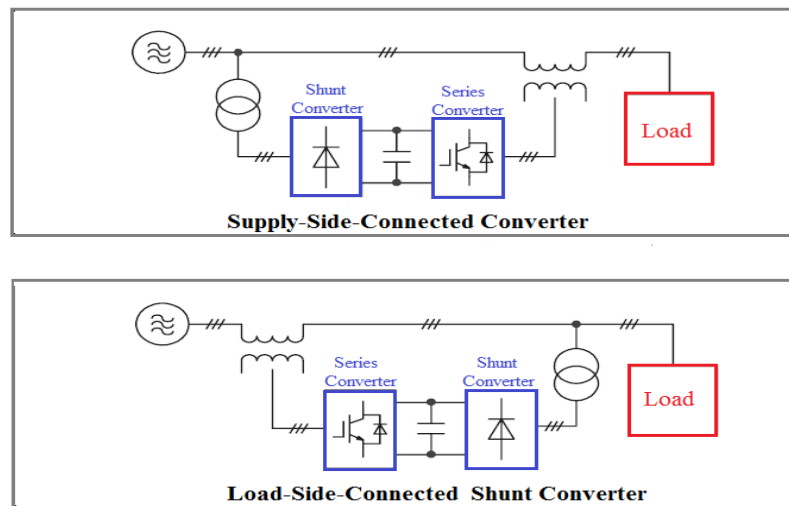 Shunt
Converter
Series
Converter
Load
Supply-Side-Connected Converter
Series
Converter
Shunt
Converter
Load
Load-Side-Connected Shunt Converter